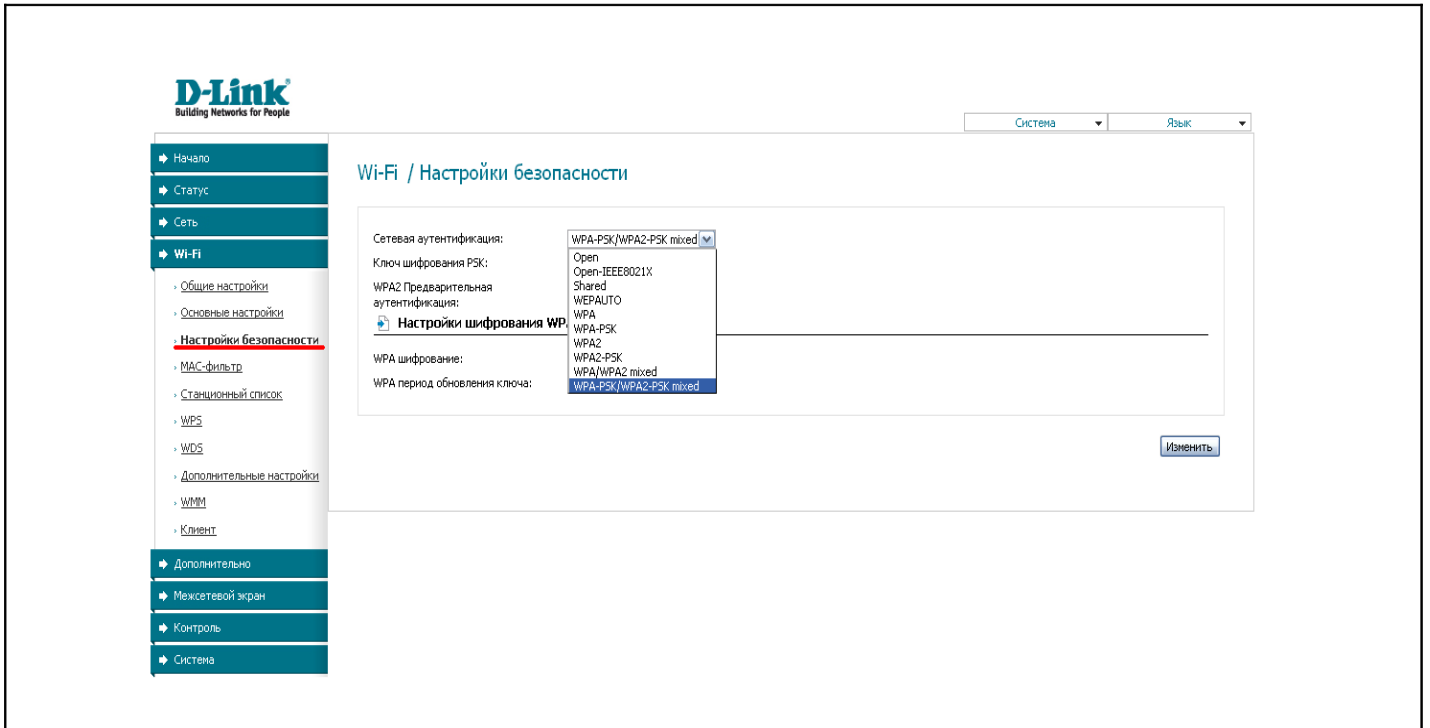 D-Link
Building Networks for People
Система
Язык
Начало
Статус
Сеть
Wi-Fi
Общие настройки
Основные настройки
Настройки безопасности
MAC-фильтр
Станционный список
WPS
WDS
Дополнительные настройки
WMM
Клиент
Дополнительно
Межсетевой экран
Контроль
Система
Wi-Fi / Настройки безопасности
Сетевая аутентификация: WPA-PSK/WPA2-PSK mixed
Ключ шифрования PSK:
WPA2 Предварительная
аутентификация:
Настройки шифрования WP
WPA шифрование:
WPA период обновления ключа:
Open
Open-IEEE8021X
Shared
WEPAUTO
WPA
WPA-PSK
WPA2
WPA2-PSK
WPA/WPA2 mixed
WPA-PSK/WPA2-PSK mixed
Изменить